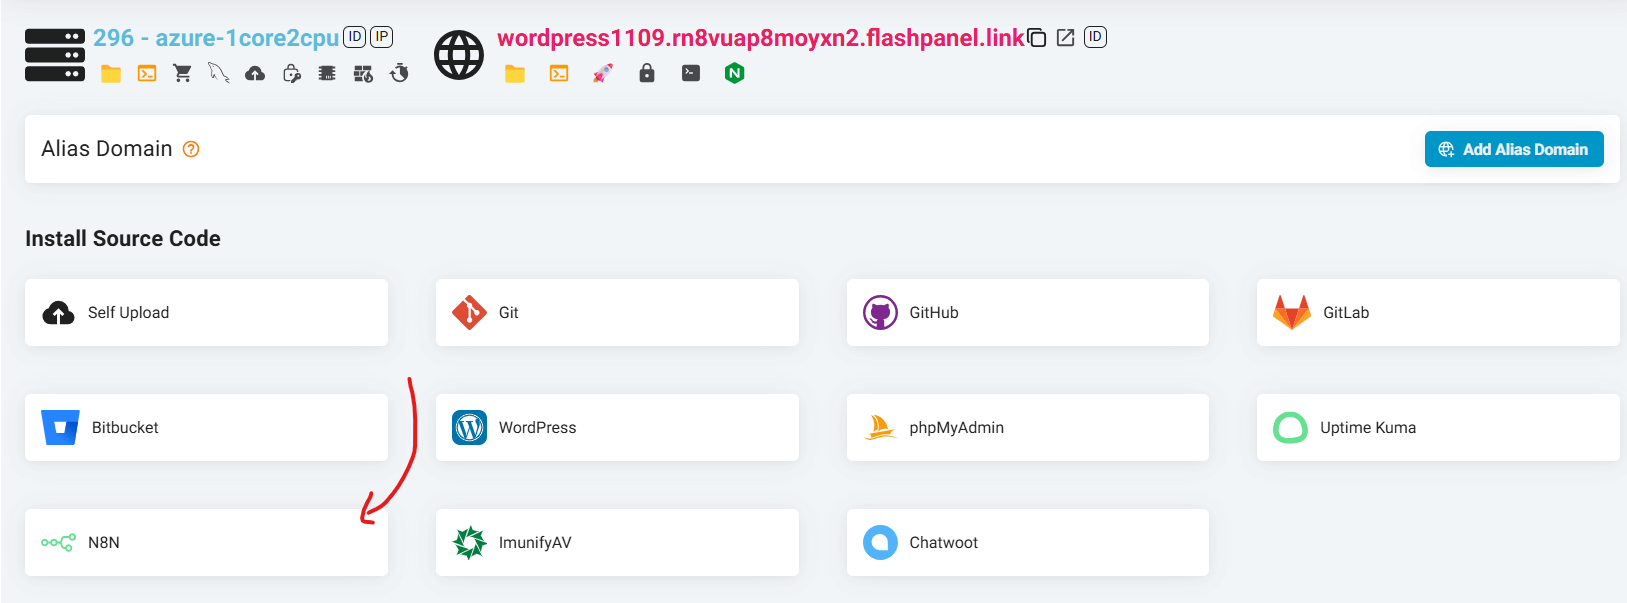 296 - azure-1core2cpu ID IP
wordpress1109.rn8vuap8moyxn2.flashpanel.link ID
Alias Domain ?
Add Alias Domain
Install Source Code
Self Upload
Git
GitHub
GitLab
Bitbucket
WordPress
phpMyAdmin
Uptime Kuma
N8N
ImunifyAV
Chatwoot